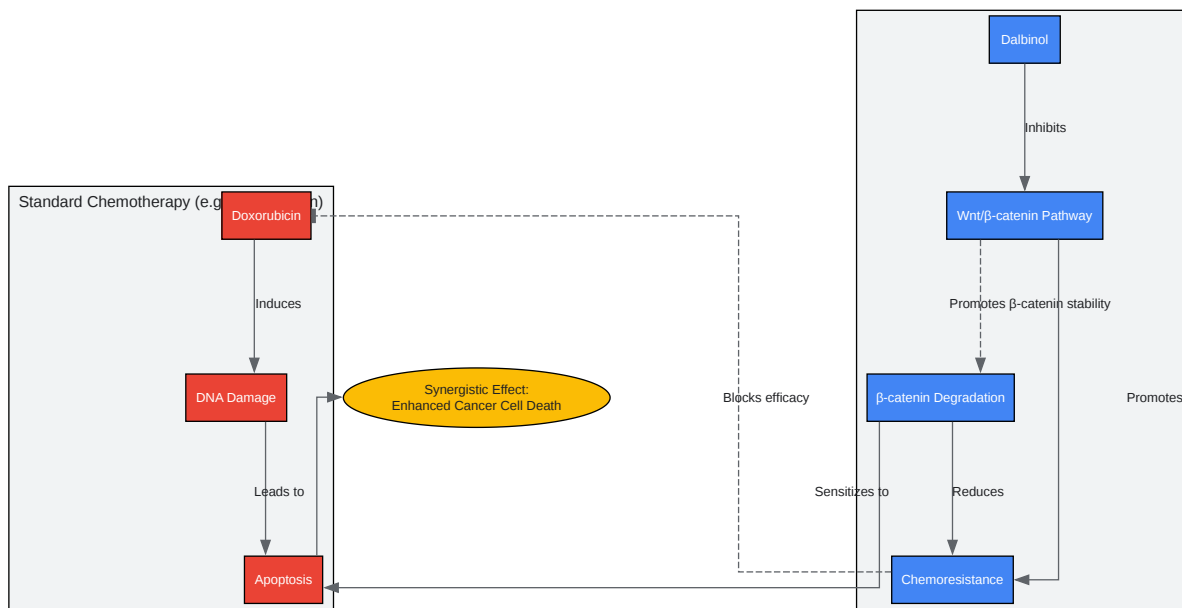 Dalbinol
Inhibits
Standard Chemotherapy (e.g
n)
Doxorubicin
Wnt/β-catenin Pathway
Induces
Promotes β-catenin stability
DNA Damage
Synergistic Effect:
Enhanced Cancer Cell Death
Blocks efficacy
β-catenin Degradation
Promotes
Leads to
Sensitizes to
Reduces
Apoptosis
Chemoresistance